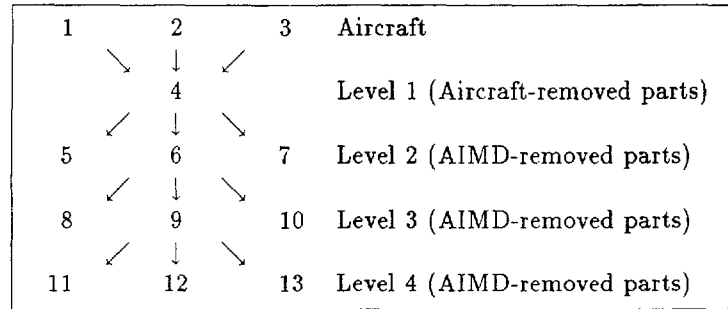 1 2 3 Aircraft
↘ ↓ ↙
4 Level 1 (Aircraft-removed parts)
↙ ↓ ↘
5 6 7 Level 2 (AIMD-removed parts)
↙ ↓ ↘
8 9 10 Level 3 (AIMD-removed parts)
↙ ↓ ↘
11 12 13 Level 4 (AIMD-removed parts)